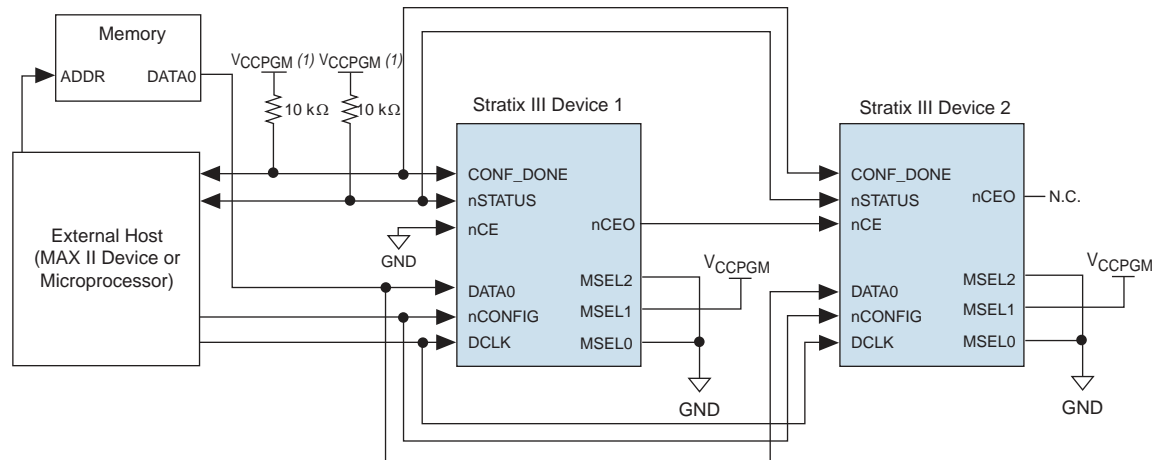 Memory
ADDR DATA0
VCCPGM (1) VCCPGM (1)
10 kΩ 10 kΩ
External Host
(MAX II Device or
Microprocessor)
GND
Stratix III Device 1
CONF_DONE
nSTATUS
nCE
nCEO
DATA0
nCONFIG
DCLK
MSEL2
MSEL1
MSEL0
VCCPGM
GND
Stratix III Device 2
CONF_DONE
nSTATUS
nCE
nCEO
N.C.
DATA0
nCONFIG
DCLK
MSEL2
MSEL1
MSEL0
VCCPGM
GND